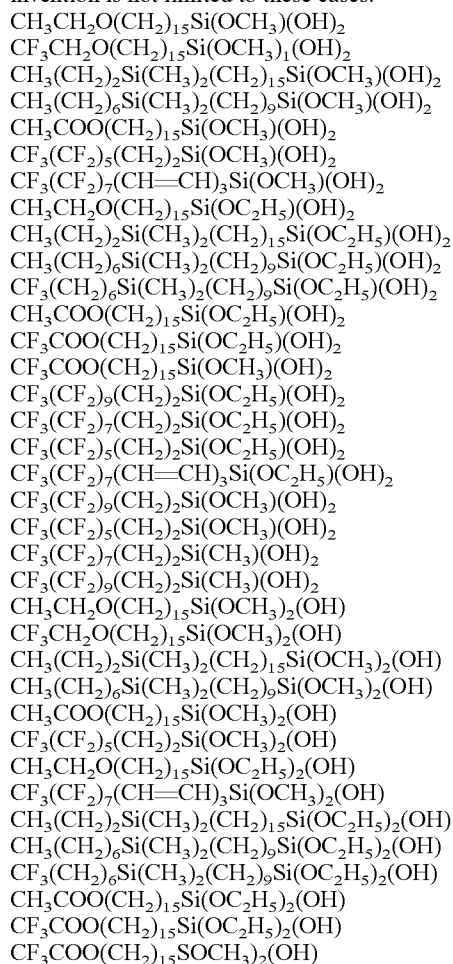 invention is not limited to these cases.
CH₃CH₂O(CH₂)₁₅Si(OCH₃)(OH)₂
CF₃CH₂O(CH₂)₁₅Si(OCH₃)₁(OH)₂
CH₃(CH₂)₂Si(CH₃)₂(CH₂)₁₅Si(OCH₃)(OH)₂
CH₃(CH₂)₆Si(CH₃)₂(CH₂)₉Si(OCH₃)(OH)₂
CH₃COO(CH₂)₁₅Si(OCH₃)(OH)₂
CF₃(CF₂)₅(CH₂)₂Si(OCH₃)(OH)₂
CF₃(CF₂)₇(CH=CH)₃Si(OCH₃)(OH)₂
CH₃CH₂O(CH₂)₁₅Si(OC₂H₅)(OH)₂
CH₃(CH₂)₂Si(CH₃)₂(CH₂)₁₅Si(OC₂H₅)(OH)₂
CH₃(CH₂)₆Si(CH₃)₂(CH₂)₉Si(OC₂H₅)(OH)₂
CF₃(CH₂)₆Si(CH₃)₂(CH₂)₉Si(OC₂H₅)(OH)₂
CH₃COO(CH₂)₁₅Si(OC₂H₅)(OH)₂
CF₃COO(CH₂)₁₅Si(OC₂H₅)(OH)₂
CF₃COO(CH₂)₁₅Si(OCH₃)(OH)₂
CF₃(CF₂)₉(CH₂)₂Si(OC₂H₅)(OH)₂
CF₃(CF₂)₇(CH₂)₂Si(OC₂H₅)(OH)₂
CF₃(CF₂)₅(CH₂)₂Si(OC₂H₅)(OH)₂
CF₃(CF₂)₇(CH=CH)₃Si(OC₂H₅)(OH)₂
CF₃(CF₂)₉(CH₂)₂Si(OCH₃)(OH)₂
CF₃(CF₂)₅(CH₂)₂Si(OCH₃)(OH)₂
CF₃(CF₂)₇(CH₂)₂Si(CH₃)(OH)₂
CF₃(CF₂)₉(CH₂)₂Si(CH₃)(OH)₂
CH₃CH₂O(CH₂)₁₅Si(OCH₃)₂(OH)
CF₃CH₂O(CH₂)₁₅Si(OCH₃)₂(OH)
CH₃(CH₂)₂Si(CH₃)₂(CH₂)₁₅Si(OCH₃)₂(OH)
CH₃(CH₂)₆Si(CH₃)₂(CH₂)₉Si(OCH₃)₂(OH)
CH₃COO(CH₂)₁₅Si(OCH₃)₂(OH)
CF₃(CF₂)₅(CH₂)₂Si(OCH₃)₂(OH)
CH₃CH₂O(CH₂)₁₅Si(OC₂H₅)₂(OH)
CF₃(CF₂)₇(CH=CH)₃Si(OCH₃)₂(OH)
CH₃(CH₂)₂Si(CH₃)₂(CH₂)₁₅Si(OC₂H₅)₂(OH)
CH₃(CH₂)₆Si(CH₃)₂(CH₂)₉Si(OC₂H₅)₂(OH)
CF₃(CH₂)₆Si(CH₃)₂(CH₂)₉Si(OC₂H₅)₂(OH)
CH₃COO(CH₂)₁₅Si(OC₂H₅)₂(OH)
CF₃COO(CH₂)₁₅Si(OC₂H₅)₂(OH)
CF₃COO(CH₂)₁₅SOCH₃)₂(OH)